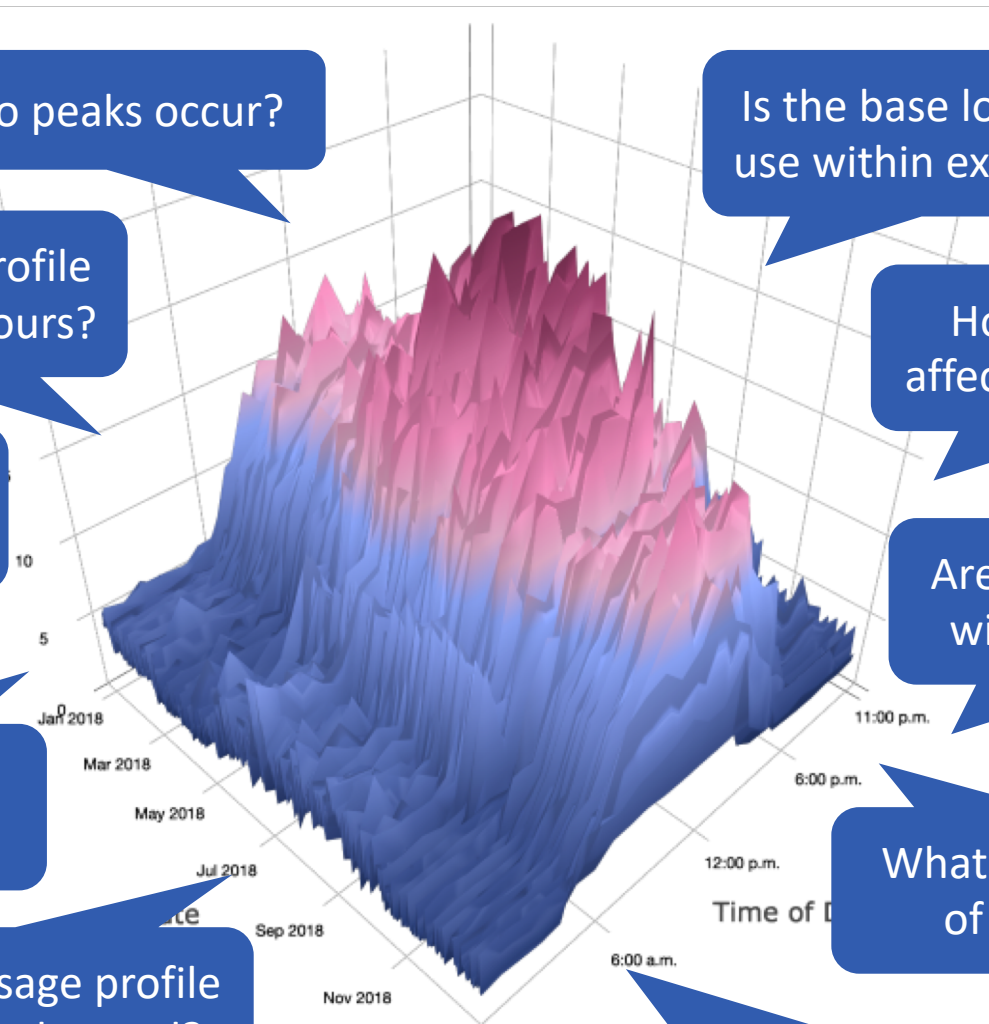 o peaks occur?
Is the base lo
use within ex
rofile
ours?
Ho
affec
10
5
0
Are
wi
Jan 2018
Mar 2018
May 2018
Jul 2018
Sep 2018
Nov 2018
11:00 p.m.
6:00 p.m.
12:00 p.m.
6:00 a.m.
Time of D
What
of
sage profile